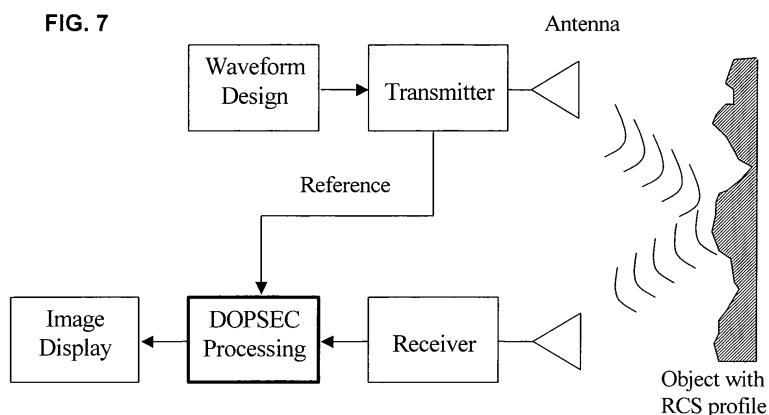 FIG. 7
Antenna
Waveform
Design
Transmitter
Reference
Image
Display
DOPSEC
Processing
Receiver
Object with
RCS profile